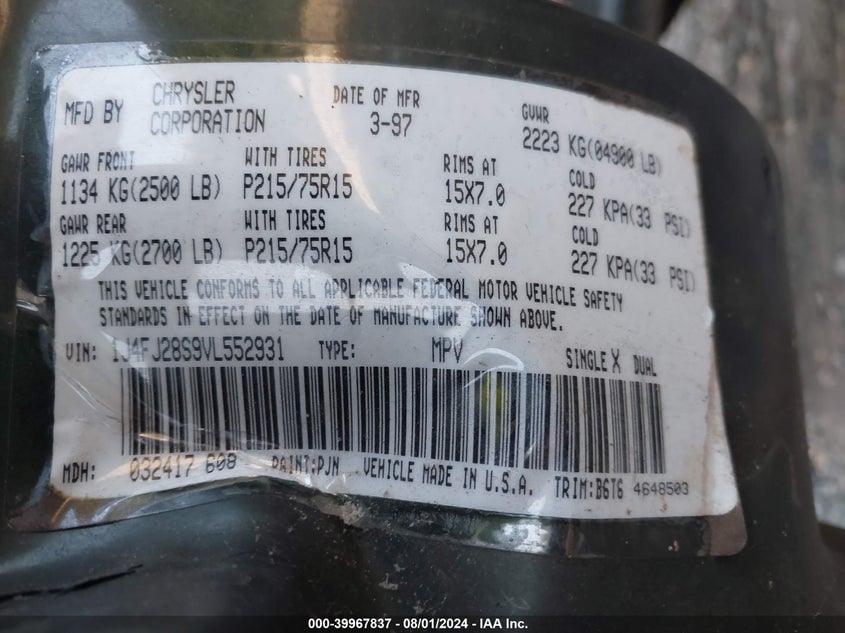 MFD BY CHRYSLER CORPORATION DATE OF MFR 3-97 GVWR 2223 KG(04900 LB)
GAWR FRONT WITH TIRES RIMS AT COLD
1134 KG(2500 LB) P215/75R15 15X7.0 227 KPA(33 PSI)
GAWR REAR WITH TIRES RIMS AT COLD
1225 KG(2700 LB) P215/75R15 15X7.0 227 KPA(33 PSI)
THIS VEHICLE CONFORMS TO ALL APPLICABLE FEDERAL MOTOR VEHICLE SAFETY
STANDARDS IN EFFECT ON THE DATE OF MANUFACTURE SHOWN ABOVE.
VIN: 1J4FJ28S9VL552931 TYPE: MPV SINGLE X DUAL
MDH: 032417 608 PAINT:PJN VEHICLE MADE IN U.S.A. TRIM:B6T6 4648503
000-39967837 - 08/01/2024 - IAA Inc.